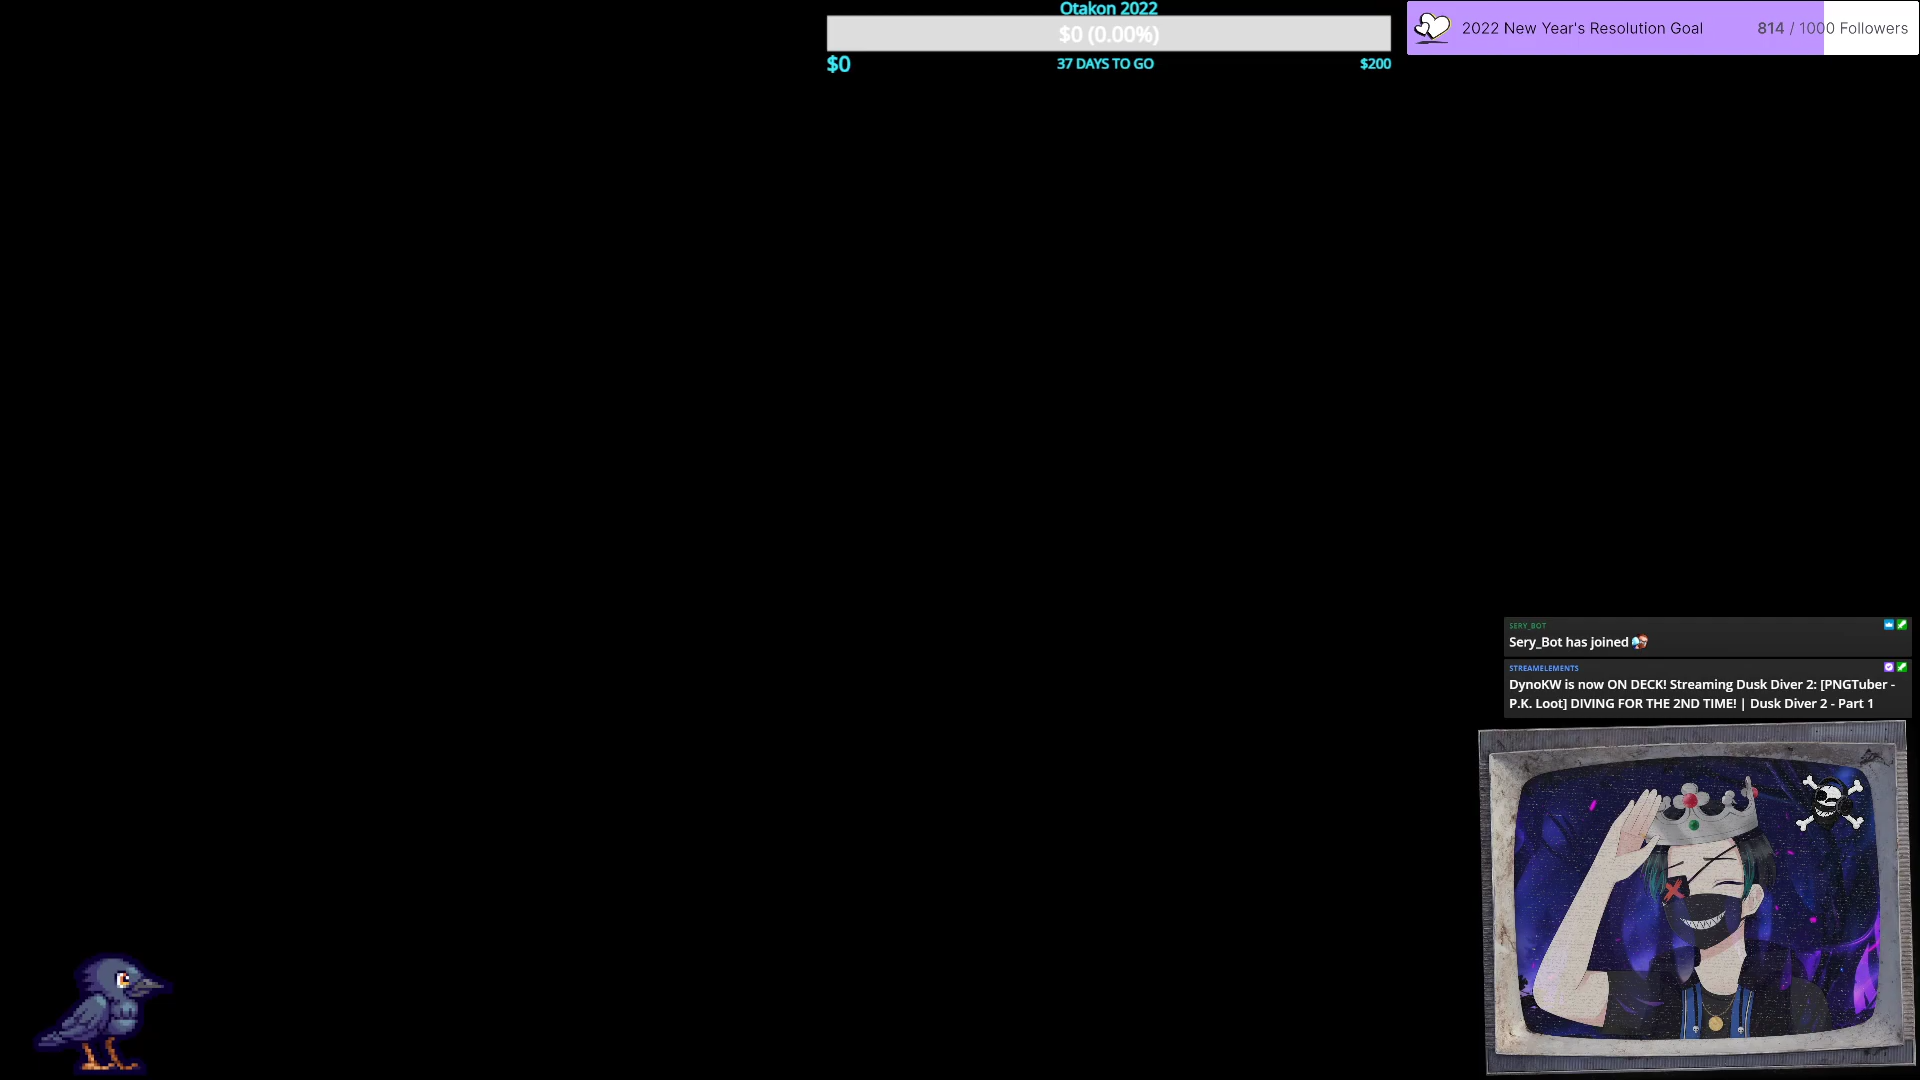 Otakon 2022
$0 (0.00%)
$0
37 DAYS TO GO
$200
2022 New Year's Resolution Goal
814 / 1000 Followers
SERY_BOT
Sery_Bot has joined
STREAMELEMENTS
DynoKW is now ON DECK! Streaming Dusk Diver 2: [PNGTuber -
P.K. Loot] DIVING FOR THE 2ND TIME! | Dusk Diver 2 - Part 1